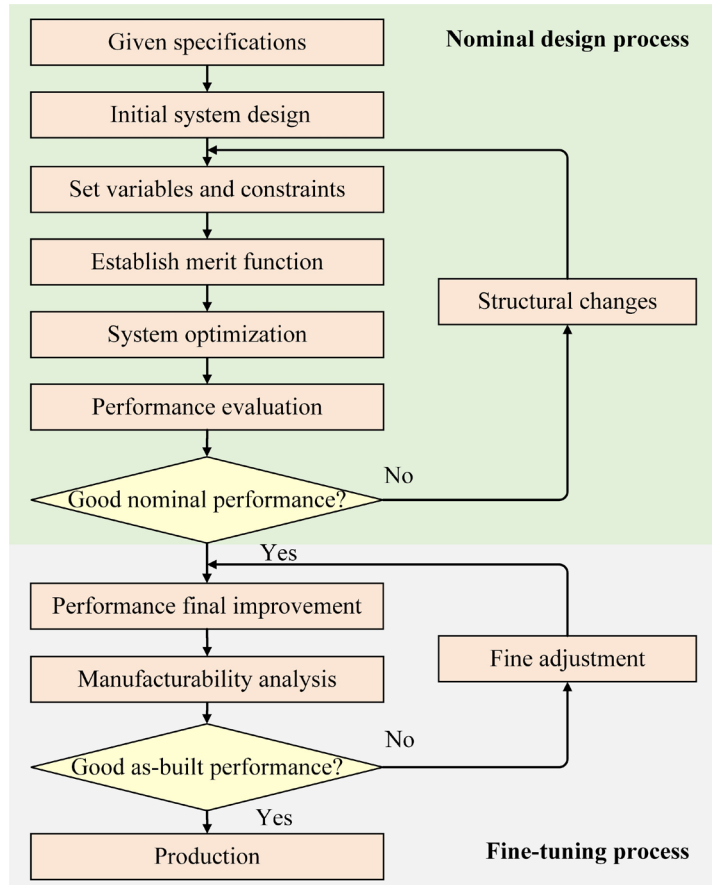 Given specifications
Nominal design process
Initial system design
Set variables and constraints
Establish merit function
Structural changes
System optimization
Performance evaluation
No
Good nominal performance?
Yes
Performance final improvement
Fine adjustment
Manufacturability analysis
No
Good as-built performance?
Yes
Fine-tuning process
Production